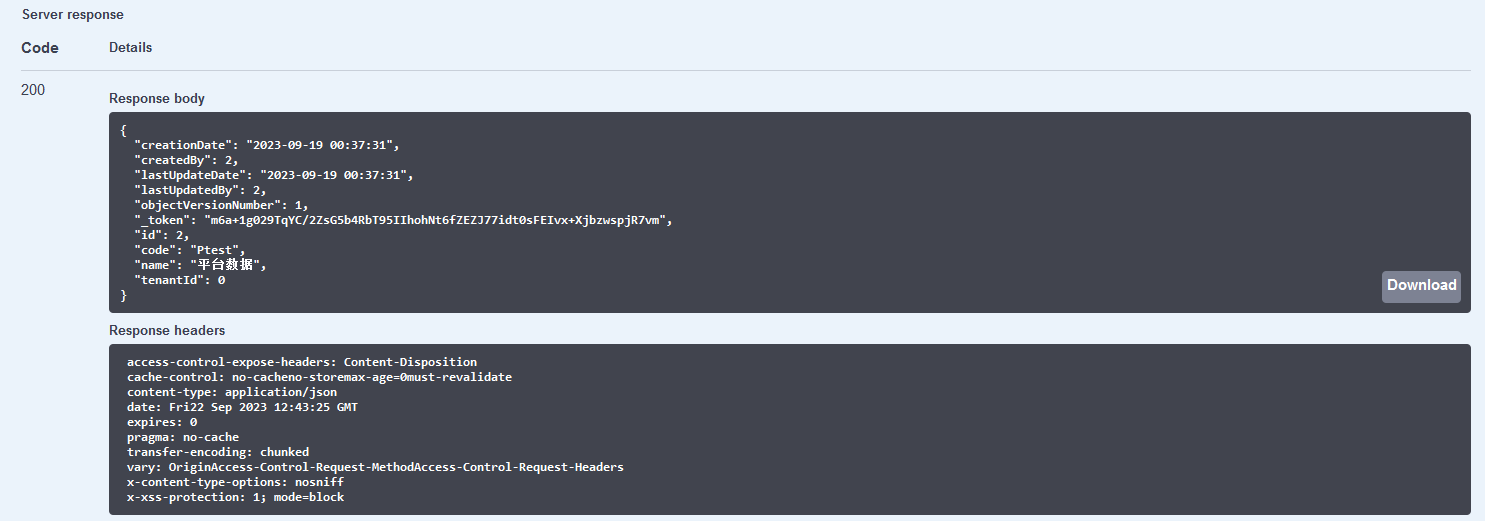 Server response
Code Details
200
Response body
{
  "creationDate": "2023-09-19 00:37:31",
  "createdBy": 2,
  "lastUpdateDate": "2023-09-19 00:37:31",
  "lastUpdatedBy": 2,
  "objectVersionNumber": 1,
  "_token": "m6a+1g029TqYC/2ZsG5b4RbT95IIhohNt6fZEZJ77idt0sFEIvx+XjbzwspjR7vm",
  "id": 2,
  "code": "Ptest",
  "name": "平台数据",
  "tenantId": 0
}
Download
Response headers
access-control-expose-headers: Content-Disposition
cache-control: no-cacheno-storemax-age=0must-revalidate
content-type: application/json
date: Fri22 Sep 2023 12:43:25 GMT
expires: 0
pragma: no-cache
transfer-encoding: chunked
vary: OriginAccess-Control-Request-MethodAccess-Control-Request-Headers
x-content-type-options: nosniff
x-xss-protection: 1; mode=block